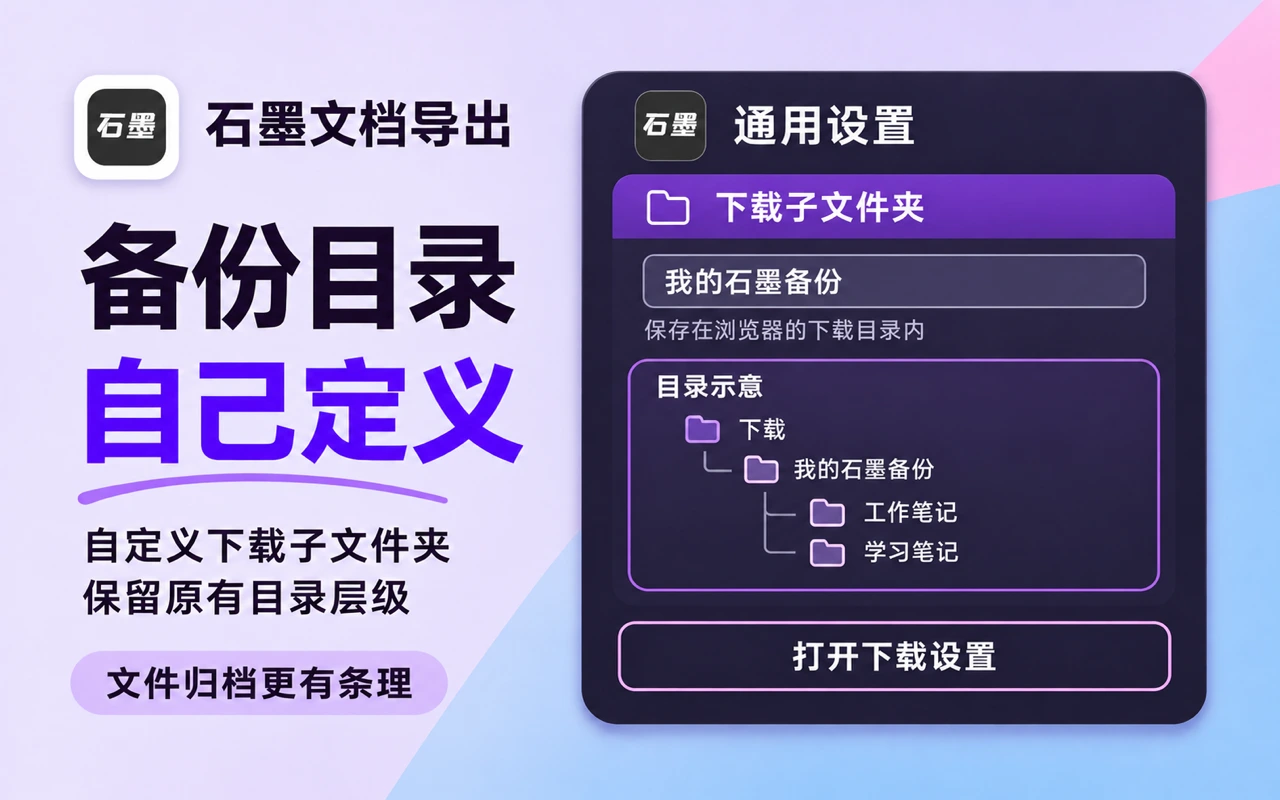 石墨
石墨文档导出
备份目录
自己定义
自定义下载子文件夹
保留原有目录层级
文件归档更有条理
石墨
通用设置
下载子文件夹
我的石墨备份
保存在浏览器的下载目录内
目录示意
下载
我的石墨备份
工作笔记
学习笔记
打开下载设置